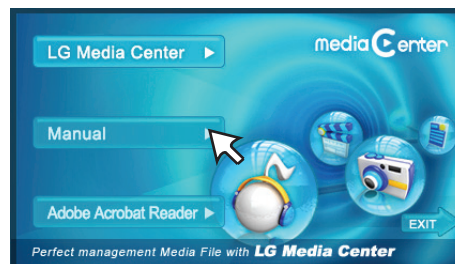 LG Media Center
media Center
Manual
Adobe Acrobat Reader
EXIT
Perfect management Media File with LG Media Center